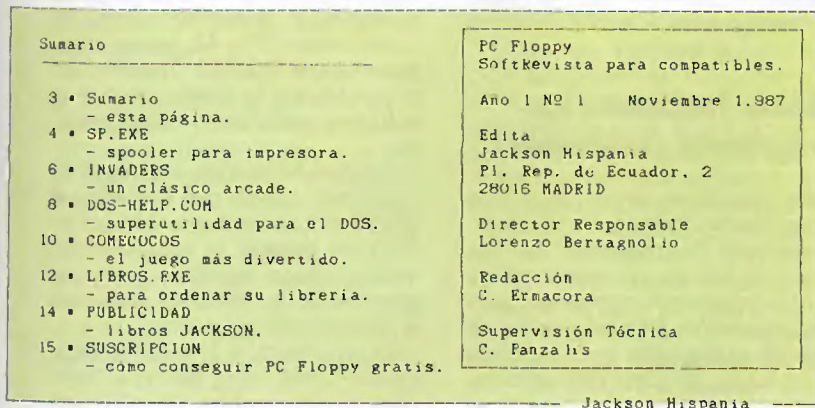 Sumario
3 ▪ Sumario
- esta página.
4 ▪ SP.EXE
- spooler para impresora.
6 ▪ INVADERS
- un clásico arcade.
8 ▪ DOS-HELP.COM
- superutilidad para el DOS.
10 ▪ COMECOCOS
- el juego más divertido.
12 ▪ LIBROS.EXE
- para ordenar su libreria.
14 ▪ PUBLICIDAD
- libros JACKSON.
15 ▪ SUSCRIPCION
- como conseguir PC Floppy gratis.
PC Floppy
SoftRevista para compatibles.
Ano 1 Nº 1 Noviembre 1.987
Edita
Jackson Hispania
Pl. Rep. de Ecuador, 2
28016 MADRID
Director Responsable
Lorenzo Bertagnolio
Redacción
C. Ermacora
Supervisión Técnica
C. Panzalis
Jackson Hispania